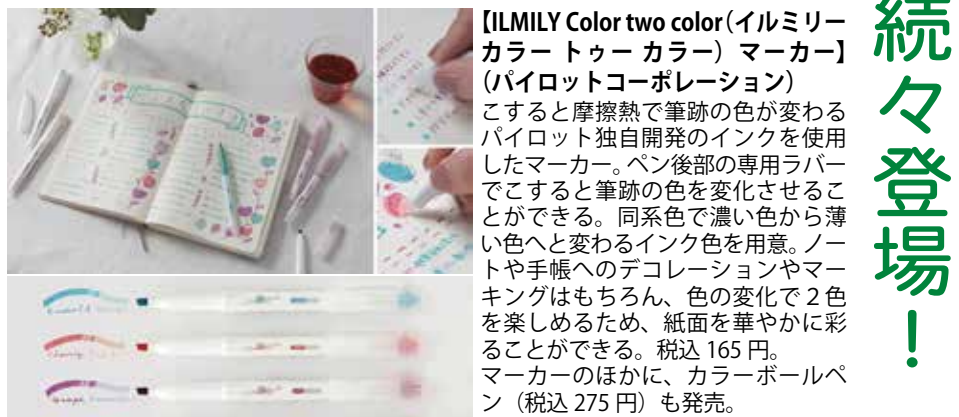 【ILMILY Color two color（イルミリー
カラー トゥー カラー）マーカー】
（パイロットコーポレーション）
こすると摩擦熱で筆跡の色が変わる
パイロット独自開発のインクを使用
したマーカー。ペン後部の専用ラバー
でこすると筆跡の色を変化させるこ
とができる。同系色で濃い色から薄
い色へと変わるインク色を用意。ノー
トや手帳へのデコレーションやマー
キングはもちろん、色の変化で２色
を楽しめるため、紙面を華やかに彩
ることができる。税込 165 円。
マーカーのほかに、カラーボールペ
ン（税込 275 円）も発売。
続々登場！